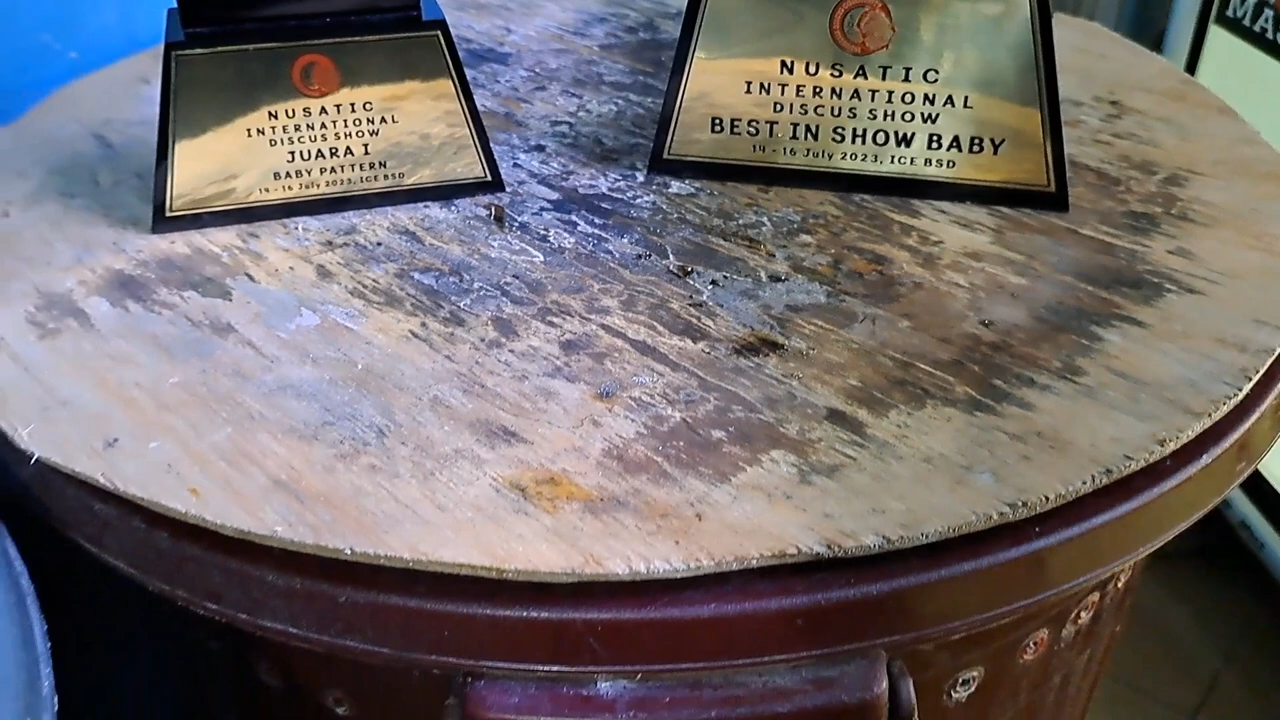 NUSATIC
INTERNATIONAL
DISCUS SHOW
JUARA I
BABY PATTERN
14 - 16 July 2023, ICE BSD
NUSATIC
INTERNATIONAL
DISCUS SHOW
BEST IN SHOW BABY
14 - 16 July 2023, ICE BSD